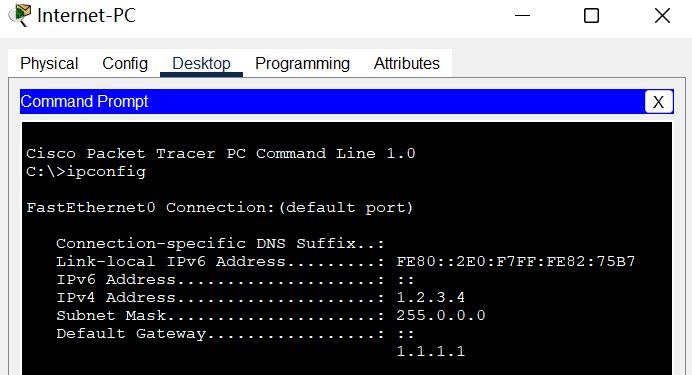 Internet-PC
Physical Config Desktop Programming Attributes
Command Prompt X
Cisco Packet Tracer PC Command Line 1.0
C:\>ipconfig
FastEthernet0 Connection:(default port)
Connection-specific DNS Suffix..:
Link-local IPv6 Address.........: FE80::2E0:F7FF:FE82:75B7
IPv6 Address....................: ::
IPv4 Address....................: 1.2.3.4
Subnet Mask.....................: 255.0.0.0
Default Gateway.................: ::
1.1.1.1